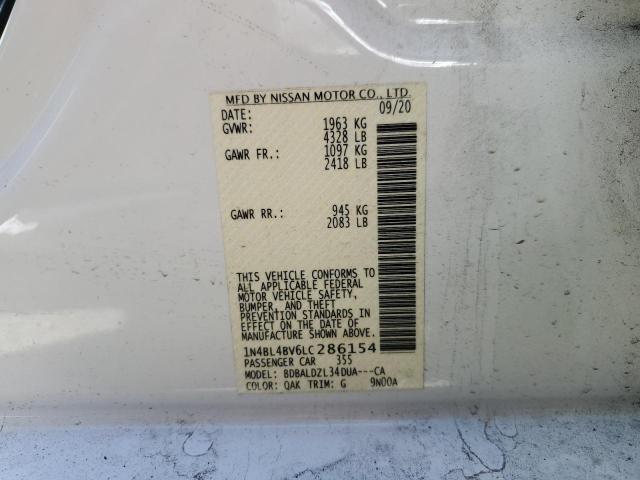 MFD BY NISSAN MOTOR CO., LTD.
DATE: 09/20
GVWR: 1963 KG
4328 LB
GAWR FR.: 1097 KG
2418 LB
GAWR RR.: 945 KG
2083 LB
THIS VEHICLE CONFORMS TO
ALL APPLICABLE FEDERAL
MOTOR VEHICLE SAFETY,
BUMPER, AND THEFT
PREVENTION STANDARDS IN
EFFECT ON THE DATE OF
MANUFACTURE SHOWN ABOVE.
1N4BL4BV6LC286154
PASSENGER CAR 355
MODEL: BDBALDZL34DUA---CA
COLOR: QAK TRIM: G 9N00A